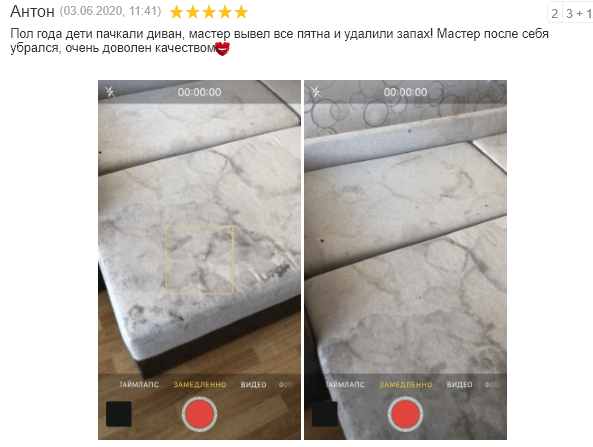 Антон (03.06.2020, 11:41)
2 3 + 1
Пол года дети пачкали диван, мастер вывел все пятна и удалили запах! Мастер после себя
убрался, очень доволен качеством
00:00:00
ТАЙМЛАПС ЗАМЕДЛЕННО ВИДЕО ФОТО
00:00:00
ТАЙМЛАПС ЗАМЕДЛЕННО ВИДЕО ФО